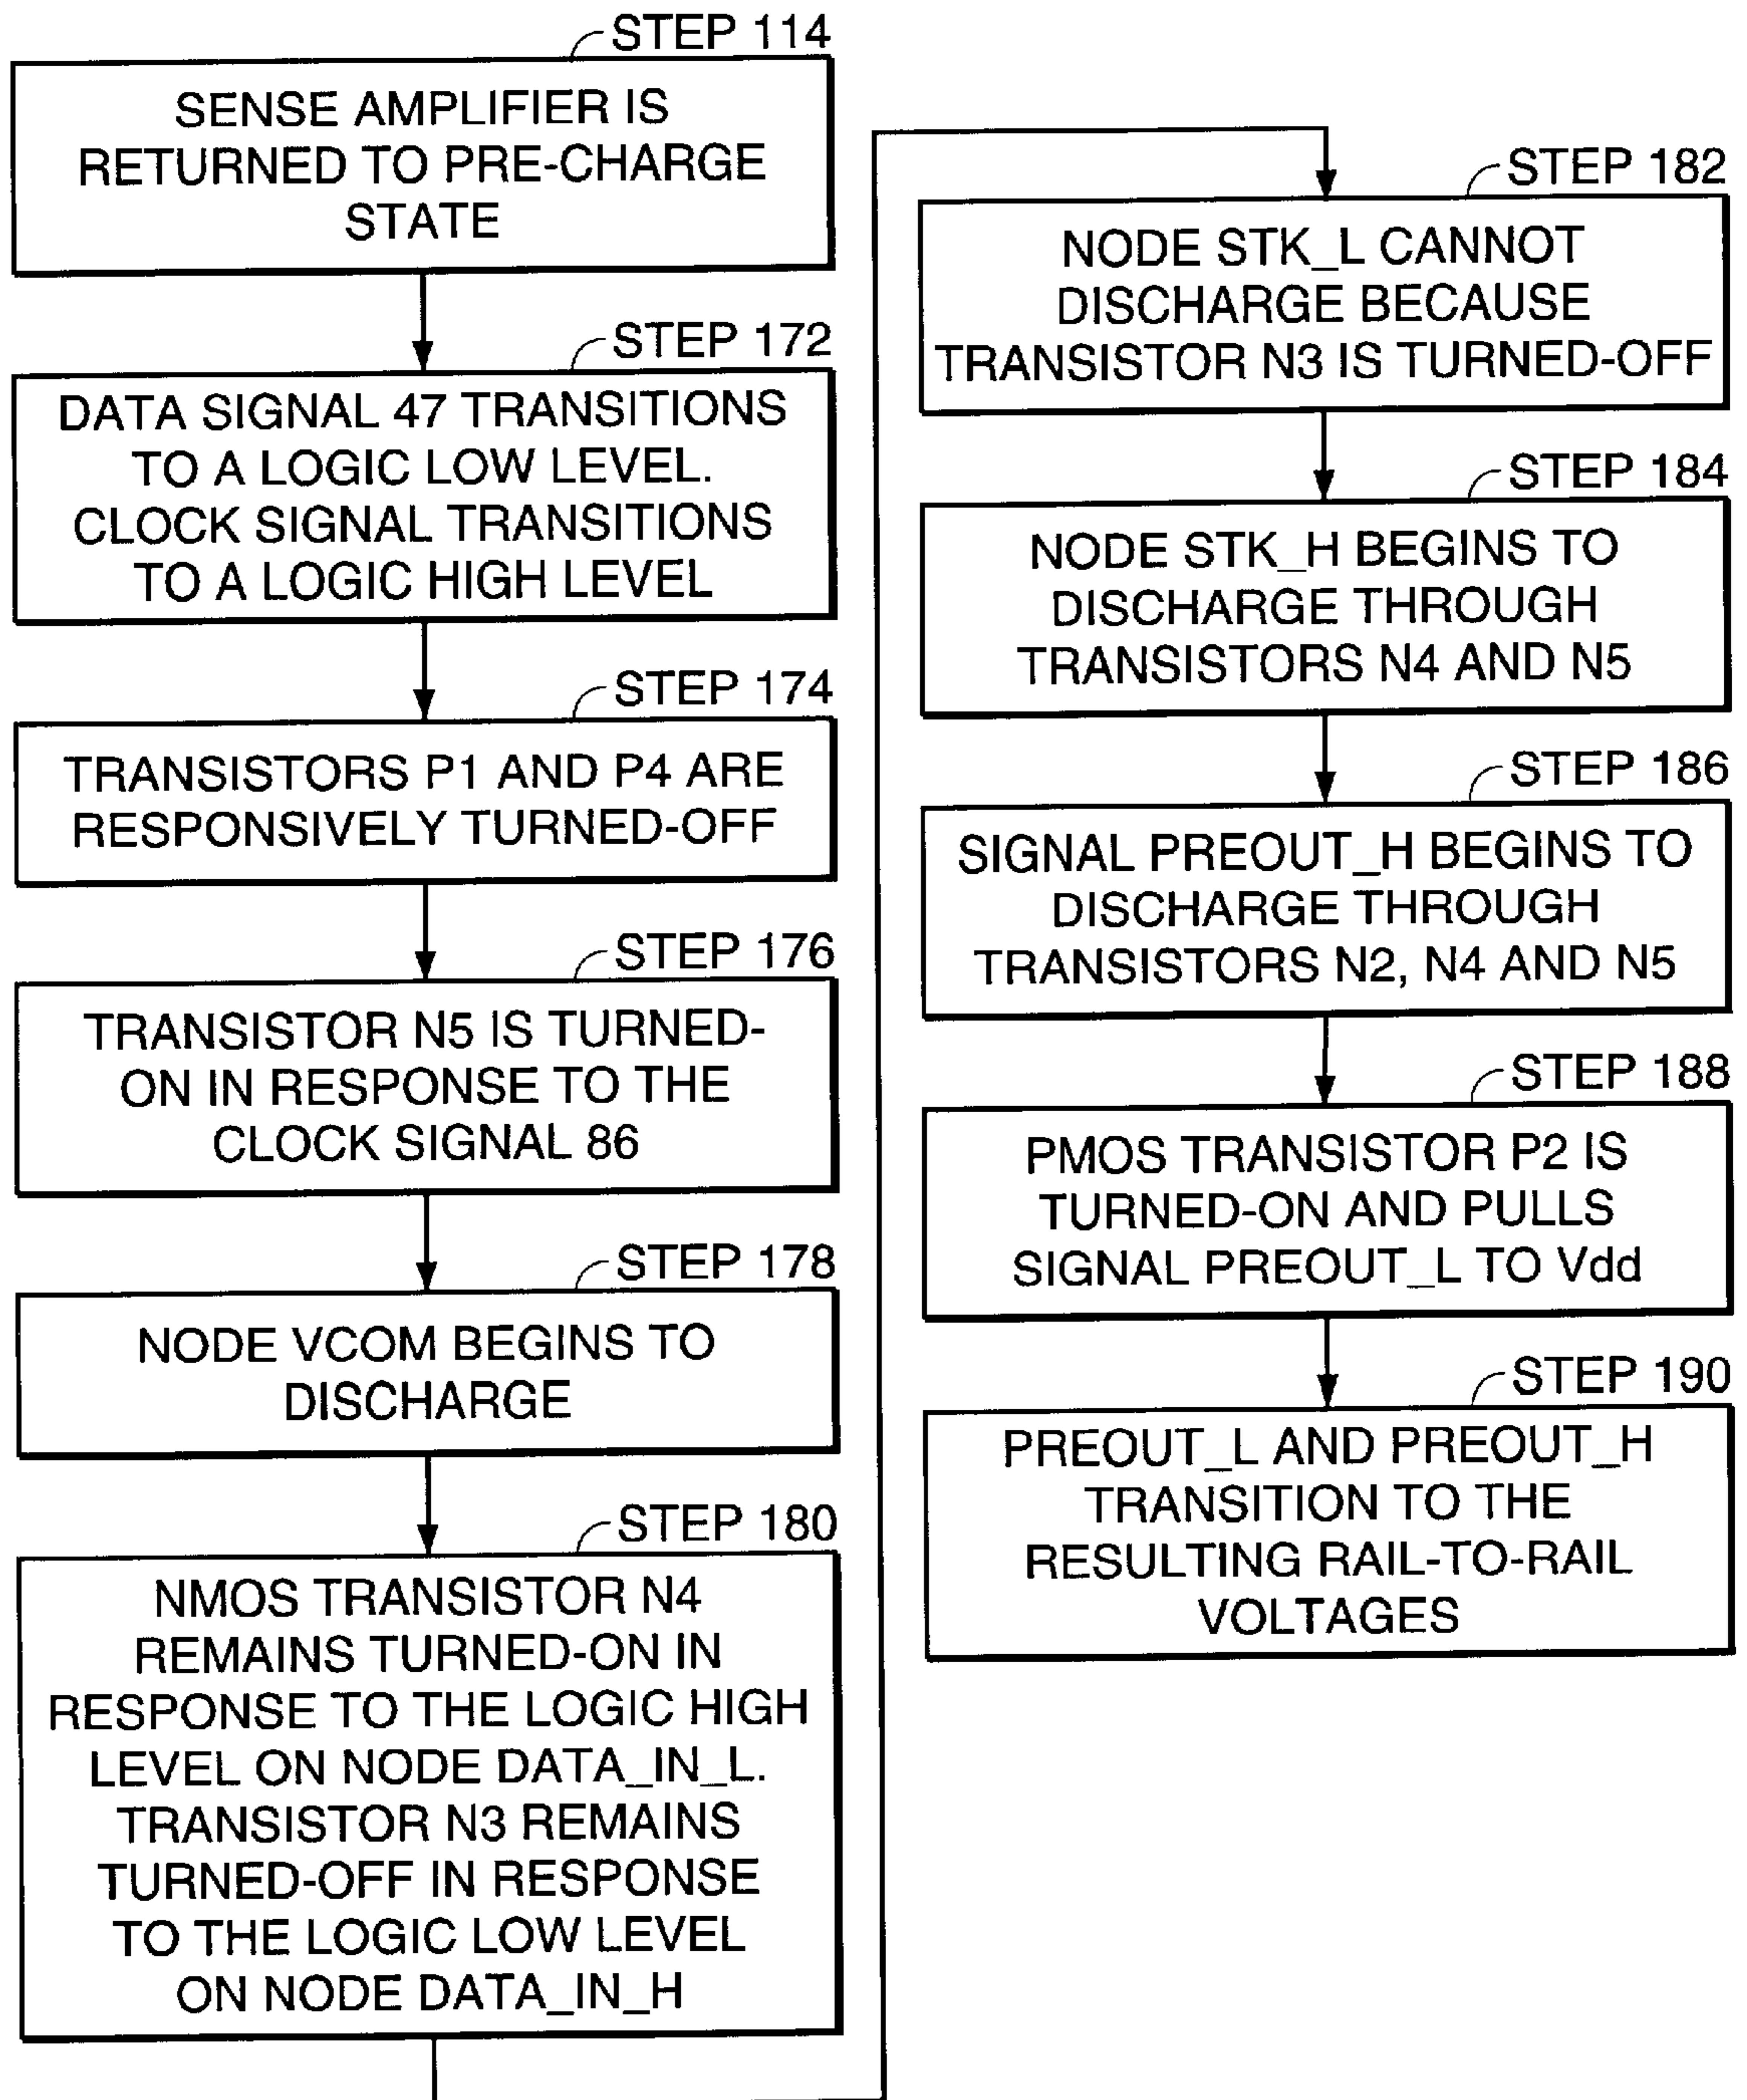 STEP 114
SENSE AMPLIFIER IS
RETURNED TO PRE-CHARGE
STATE
STEP 172
DATA SIGNAL 47 TRANSITIONS
TO A LOGIC LOW LEVEL.
CLOCK SIGNAL TRANSITIONS
TO A LOGIC HIGH LEVEL
STEP 174
TRANSISTORS P1 AND P4 ARE
RESPONSIVELY TURNED-OFF
STEP 176
TRANSISTOR N5 IS TURNED-
ON IN RESPONSE TO THE
CLOCK SIGNAL 86
STEP 178
NODE VCOM BEGINS TO
DISCHARGE
STEP 180
NMOS TRANSISTOR N4
REMAINS TURNED-ON IN
RESPONSE TO THE LOGIC HIGH
LEVEL ON NODE DATA_IN_L.
TRANSISTOR N3 REMAINS
TURNED-OFF IN RESPONSE
TO THE LOGIC LOW LEVEL
ON NODE DATA_IN_H
STEP 182
NODE STK_L CANNOT
DISCHARGE BECAUSE
TRANSISTOR N3 IS TURNED-OFF
STEP 184
NODE STK_H BEGINS TO
DISCHARGE THROUGH
TRANSISTORS N4 AND N5
STEP 186
SIGNAL PREOUT_H BEGINS TO
DISCHARGE THROUGH
TRANSISTORS N2, N4 AND N5
STEP 188
PMOS TRANSISTOR P2 IS
TURNED-ON AND PULLS
SIGNAL PREOUT_L TO Vdd
STEP 190
PREOUT_L AND PREOUT_H
TRANSITION TO THE
RESULTING RAIL-TO-RAIL
VOLTAGES